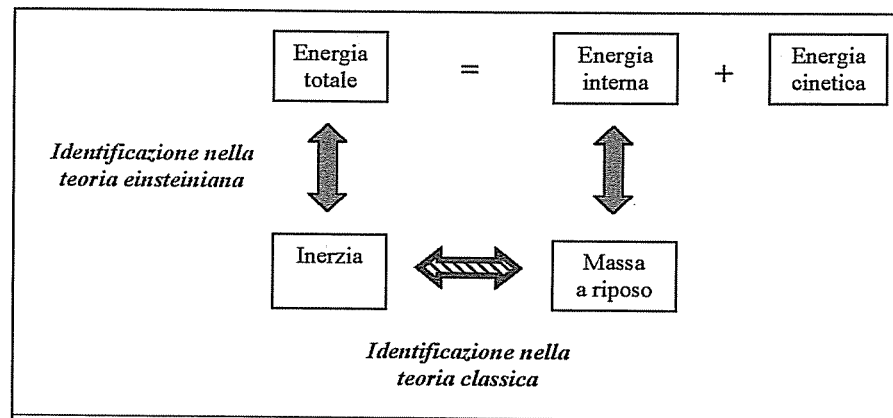 Energia
totale
=
Energia
interna
+
Energia
cinetica
Identificazione nella
teoria einsteiniana
Inerzia
Massa
a riposo
Identificazione nella
teoria classica